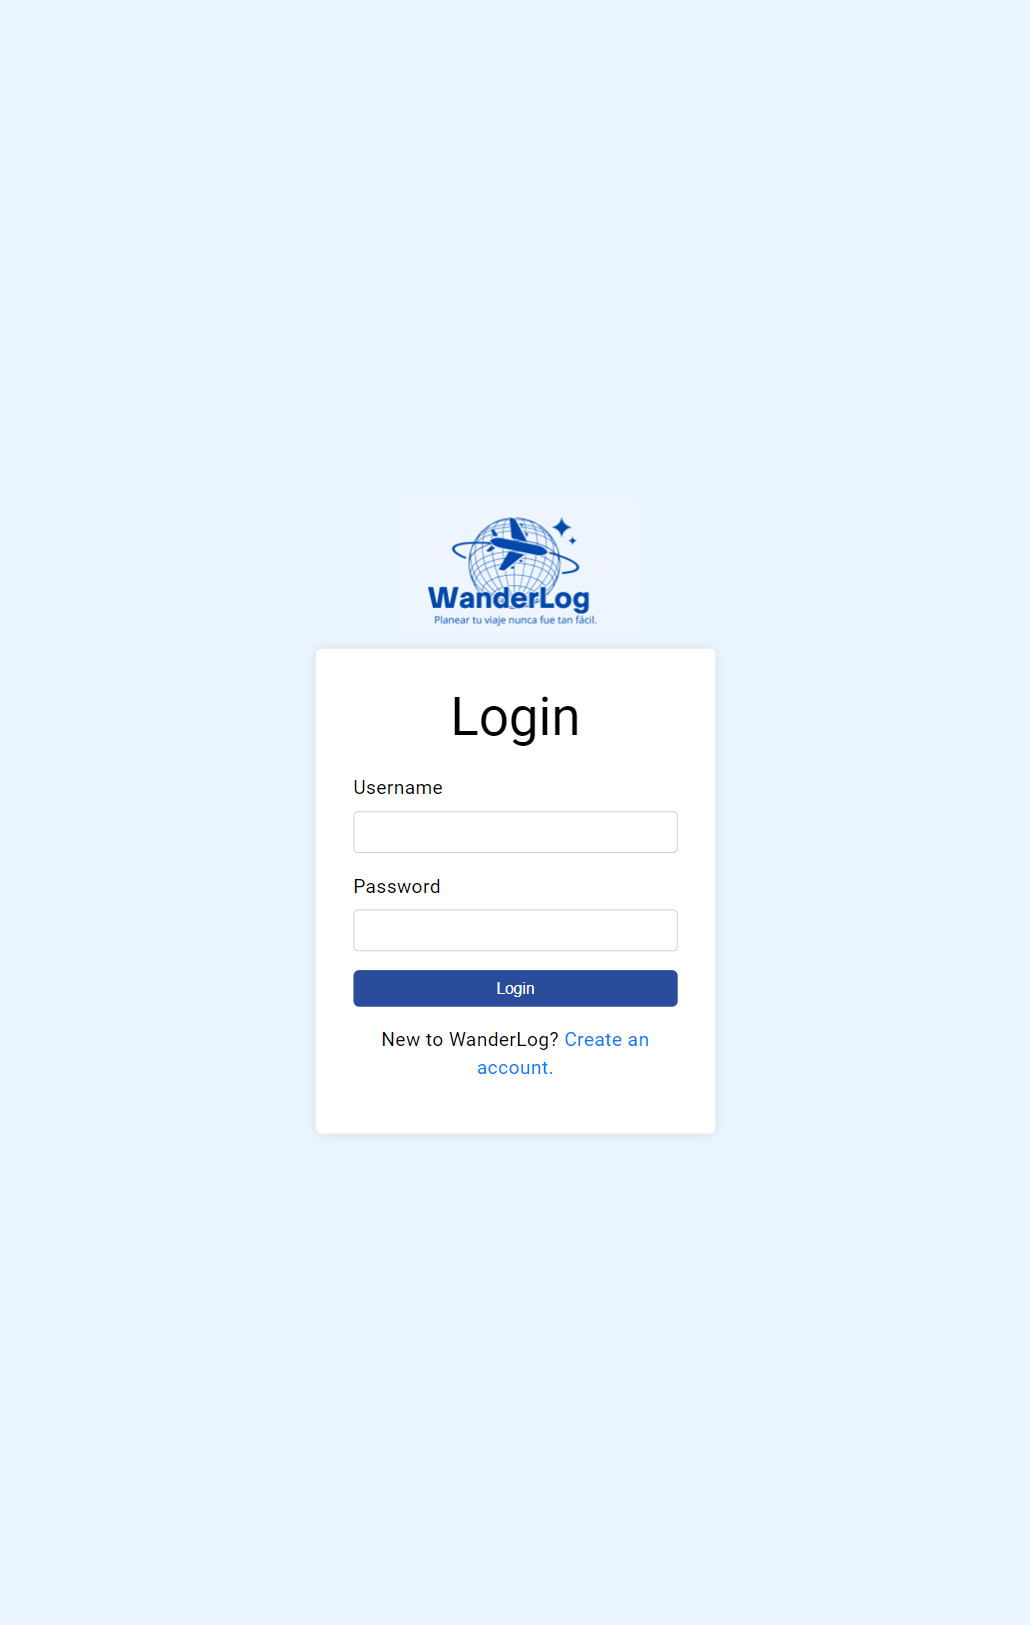 WanderLog
Planear tu viaje nunca fue tan fácil.
Login
Username
Password
Login
New to WanderLog? Create an
account.